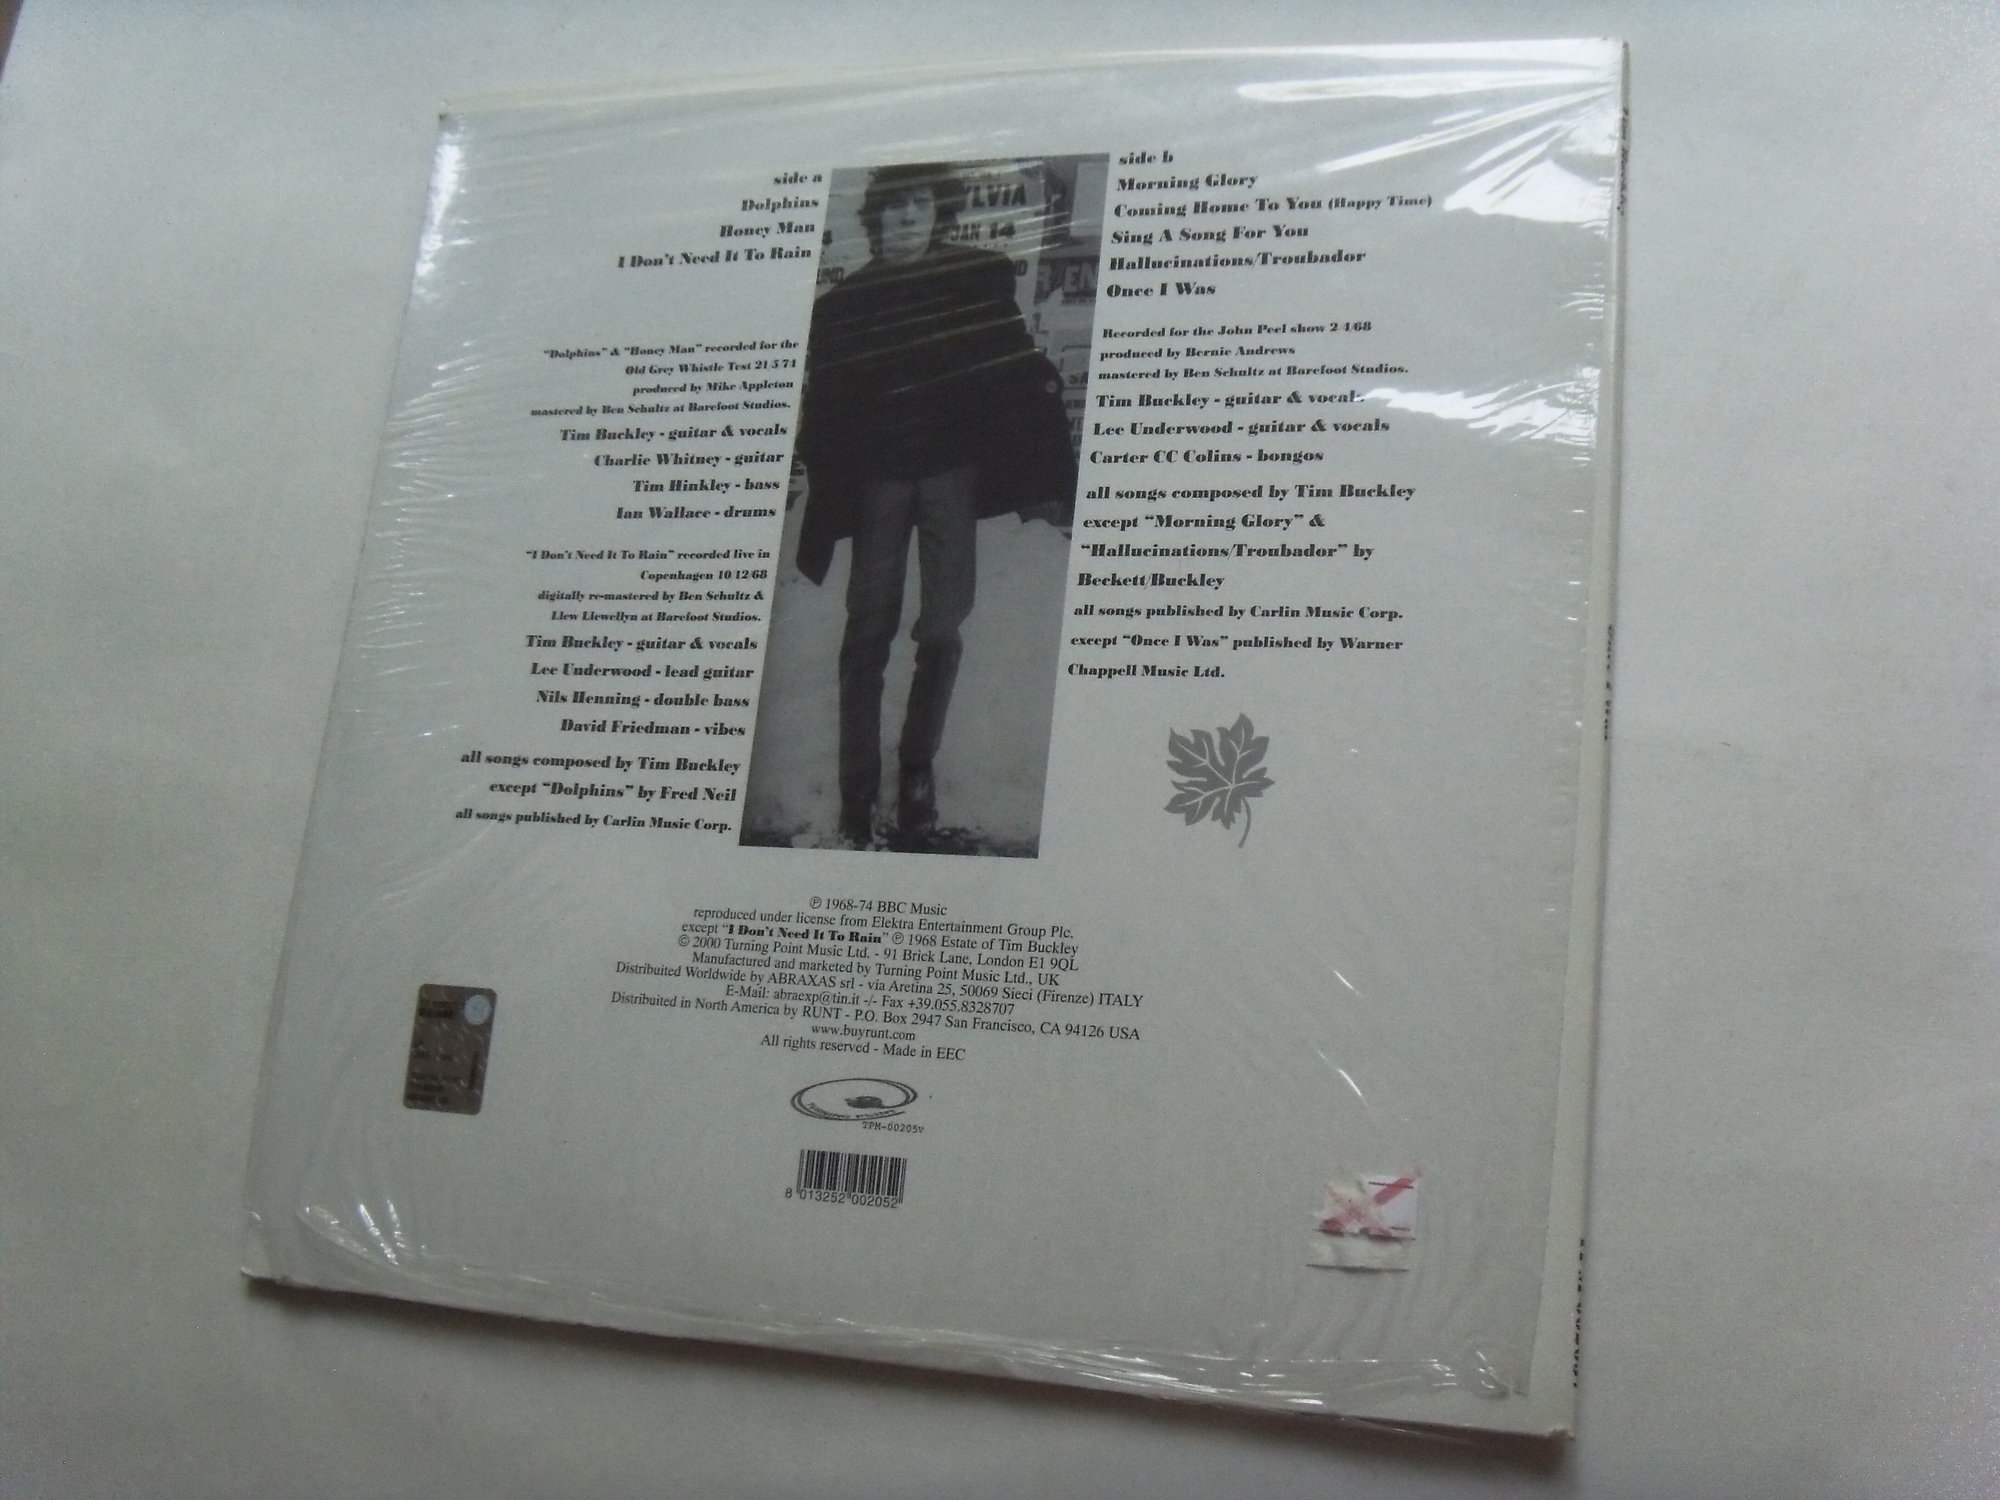 side a
Dolphins
Honey Man
I Don't Need It To Rain
"Dolphins" & "Honey Man" recorded for the
Old Grey Whistle Test 21/5/74
produced by Mike Appleton
mastered by Ben Schultz at Barefoot Studios.
Tim Buckley - guitar & vocals
Charlie Whitney - guitar
Tim Hinkley - bass
Ian Wallace - drums
"I Don't Need It To Rain" recorded live in
Copenhagen 10/12/68
digitally re-mastered by Ben Schultz &
Llew Llewellyn at Barefoot Studios.
Tim Buckley - guitar & vocals
Lee Underwood - lead guitar
Nils Henning - double bass
David Friedman - vibes
all songs composed by Tim Buckley
except "Dolphins" by Fred Neil
all songs published by Carlin Music Corp.
YLVIA
JAN 14
side b
Morning Glory
Coming Home To You (Happy Time)
Sing A Song For You
Hallucinations/Troubador
Once I Was
Recorded for the John Peel show 2/4/68
produced by Bernie Andrews
mastered by Ben Schultz at Barefoot Studios.
Tim Buckley - guitar & vocals
Lee Underwood - guitar & vocals
Carter CC Colins - bongos
all songs composed by Tim Buckley
except "Morning Glory" &
"Hallucinations/Troubador" by
Beckett/Buckley
all songs published by Carlin Music Corp.
except "Once I Was" published by Warner
Chappell Music Ltd.
℗ 1968-74 BBC Music
reproduced under license from Elektra Entertainment Group Plc.
except "I Don't Need It To Rain" ℗ 1968 Estate of Tim Buckley
© 2000 Turning Point Music Ltd. - 91 Brick Lane, London E1 9QL
Manufactured and marketed by Turning Point Music Ltd., UK
Distribuited Worldwide by ABRAXAS srl - via Aretina 25, 50069 Sieci (Firenze) ITALY
E-Mail: abraexp@tin.it -/- Fax +39.055.8328707
Distribuited in North America by RUNT - P.O. Box 2947 San Francisco, CA 94126 USA
www.buyrunt.com
All rights reserved - Made in EEC
TPM-00205v
8 013252 002052